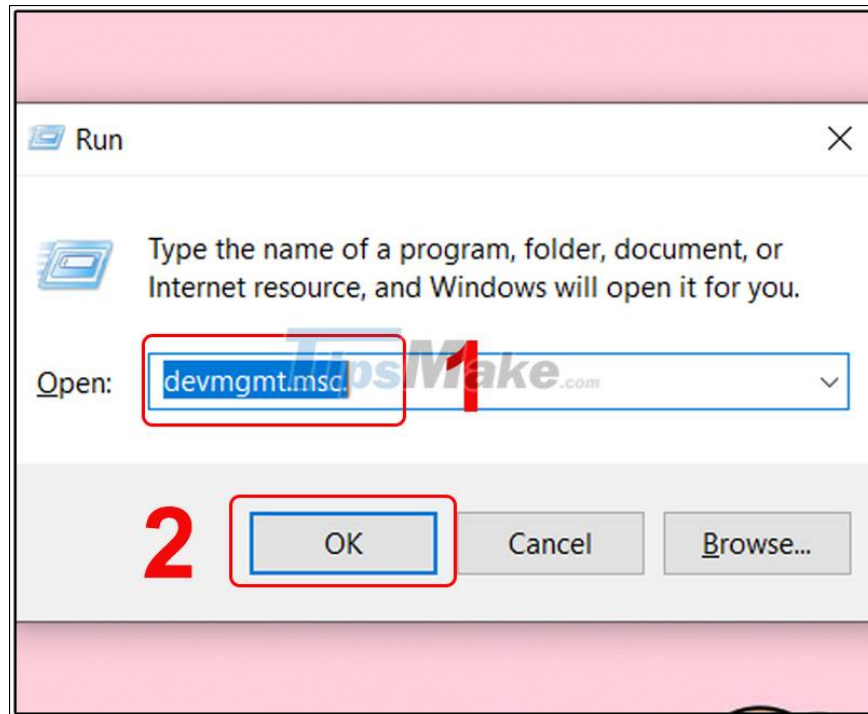 Run
Type the name of a program, folder, document, or
Internet resource, and Windows will open it for you.
Open: devmgmt.msc. 1
TipsMake.com
2 OK Cancel Browse...